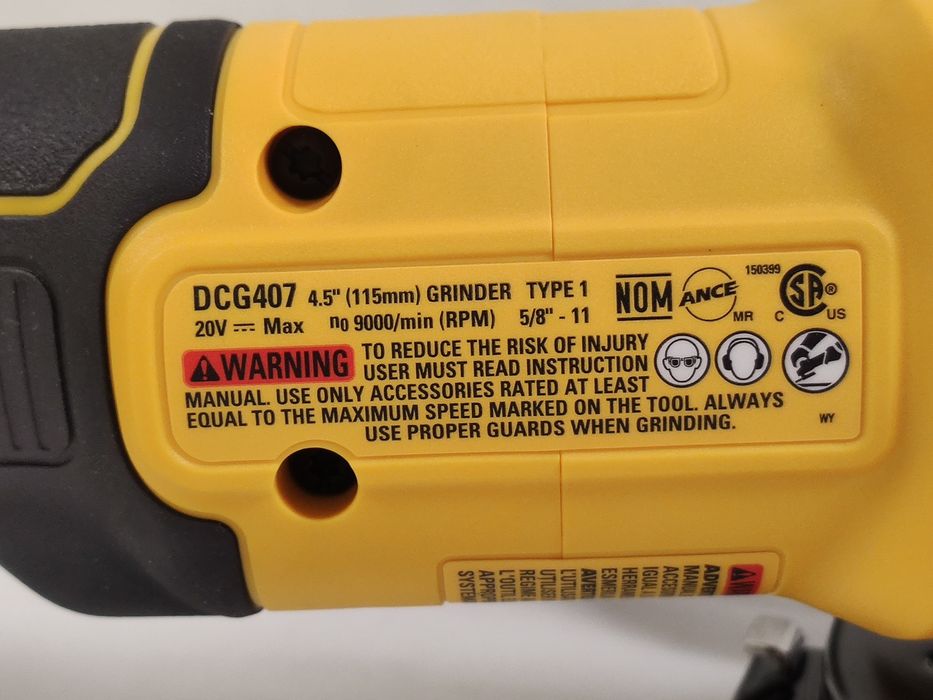 DCG407 4.5" (115mm) GRINDER TYPE 1
20V ⎓ Max n0 9000/min (RPM) 5/8" - 11
NOM
ANCE
MR
150399
CSA®
C US
⚠WARNING TO REDUCE THE RISK OF INJURY
USER MUST READ INSTRUCTION
MANUAL. USE ONLY ACCESSORIES RATED AT LEAST
EQUAL TO THE MAXIMUM SPEED MARKED ON THE TOOL. ALWAYS
USE PROPER GUARDS WHEN GRINDING.
WY